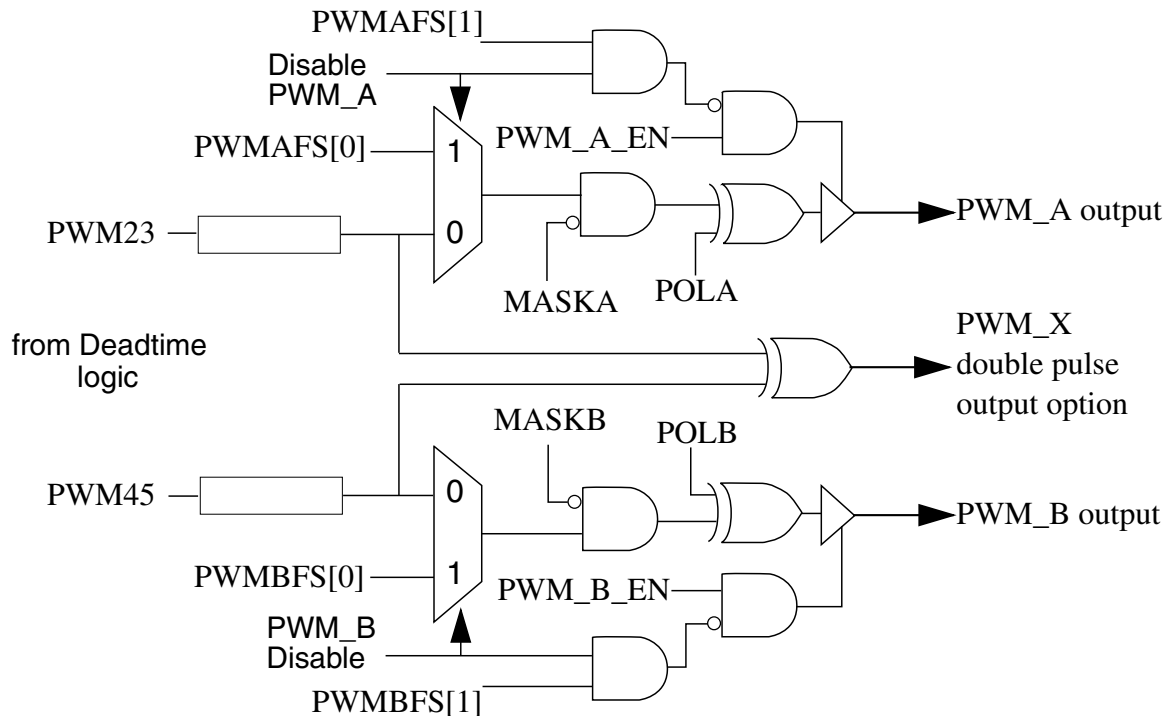 PWMAFS[1]
Disable
PWM_A
PWMAFS[0]
1
PWM_A_EN
PWM23
0
PWM_A output
MASKA
POLA
from Deadtime
logic
PWM_X
double pulse
output option
MASKB
POLB
PWM45
0
PWM_B output
PWMBFS[0]
1
PWM_B_EN
PWM_B
Disable
PWMBFS[1]